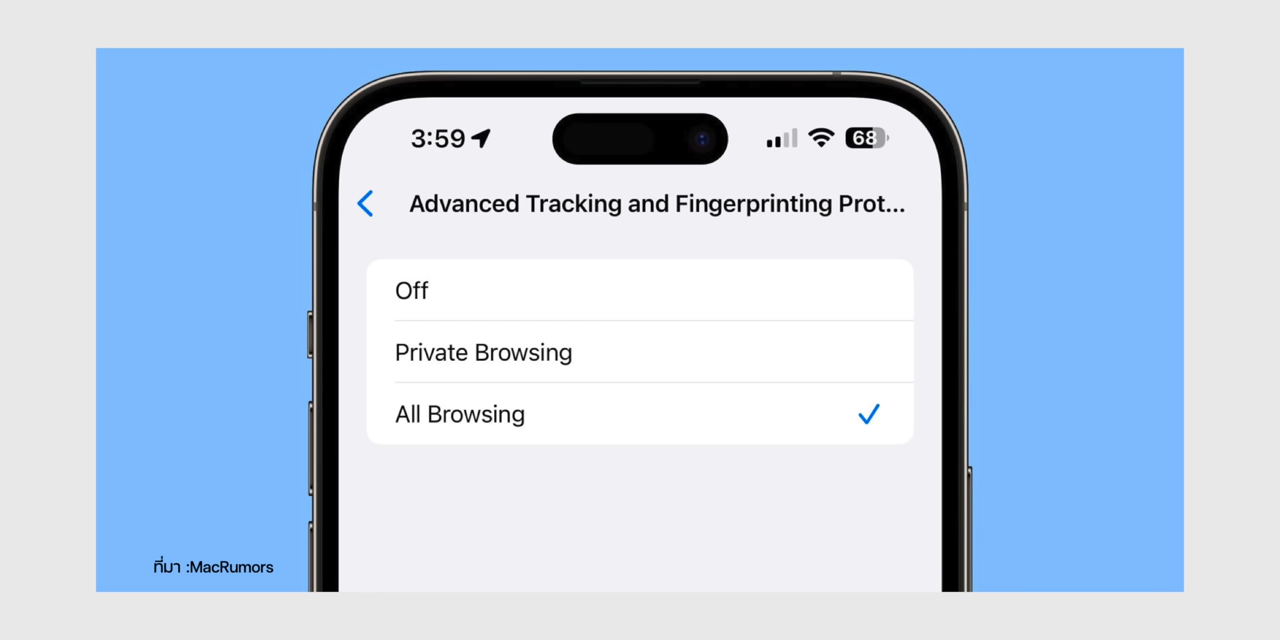 3:59
68
Advanced Tracking and Fingerprinting Prot...
Off
Private Browsing
All Browsing
ที่มา :MacRumors